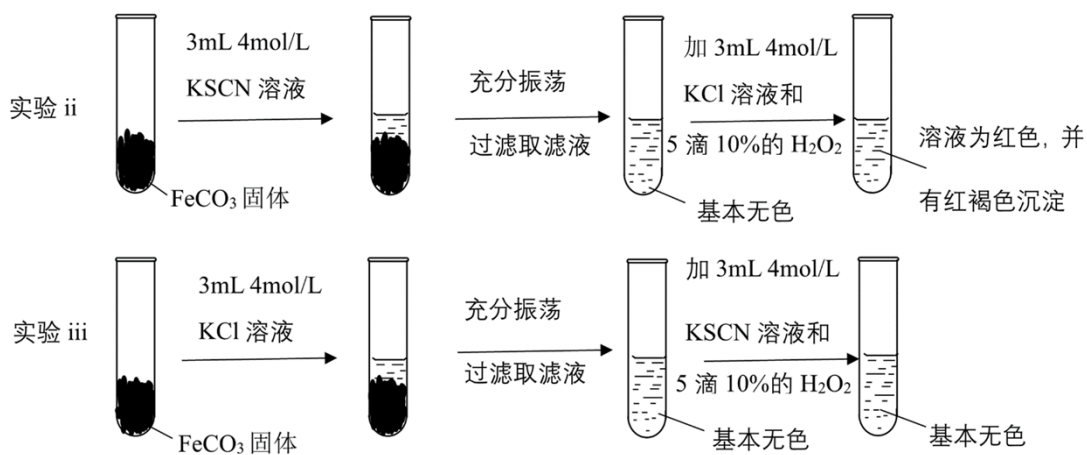 实验 ii
3mL 4mol/L
KSCN 溶液
FeCO₃ 固体
充分振荡
过滤取滤液
基本无色
加 3mL 4mol/L
KCl 溶液和
5 滴 10%的 H₂O₂
溶液为红色, 并
有红褐色沉淀
实验 iii
3mL 4mol/L
KCl 溶液
FeCO₃ 固体
充分振荡
过滤取滤液
基本无色
加 3mL 4mol/L
KSCN 溶液和
5 滴 10%的 H₂O₂
基本无色